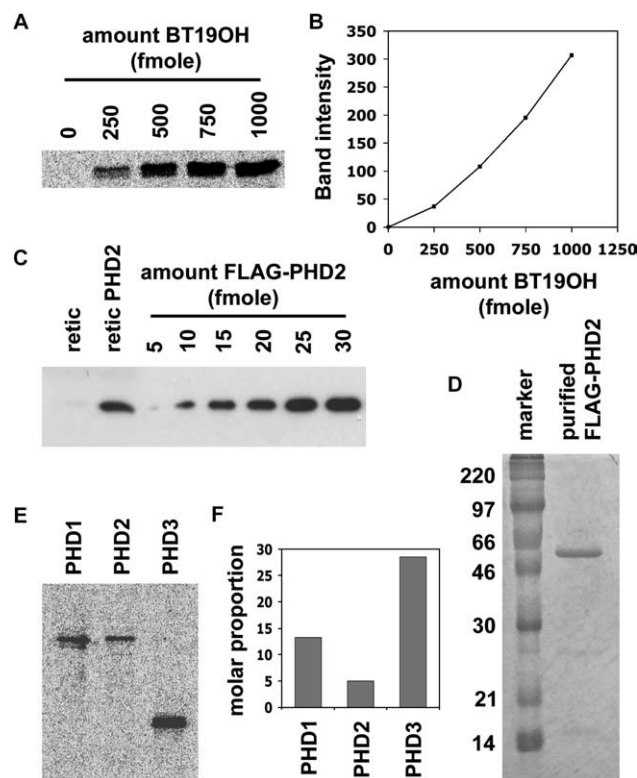 A
amount BT19OH
(fmole)
0
250
500
750
1000
B
Band intensity
350
300
250
200
150
100
50
0
0 250 500 750 1000 1250
amount BT19OH
(fmole)
C
retic
retic PHD2
amount FLAG-PHD2
(fmole)
5
10
15
20
25
30
D
marker
purified
FLAG-PHD2
220
97
66
46
30
21
14
E
PHD1
PHD2
PHD3
F
molar proportion
30
25
20
15
10
5
0
PHD1
PHD2
PHD3